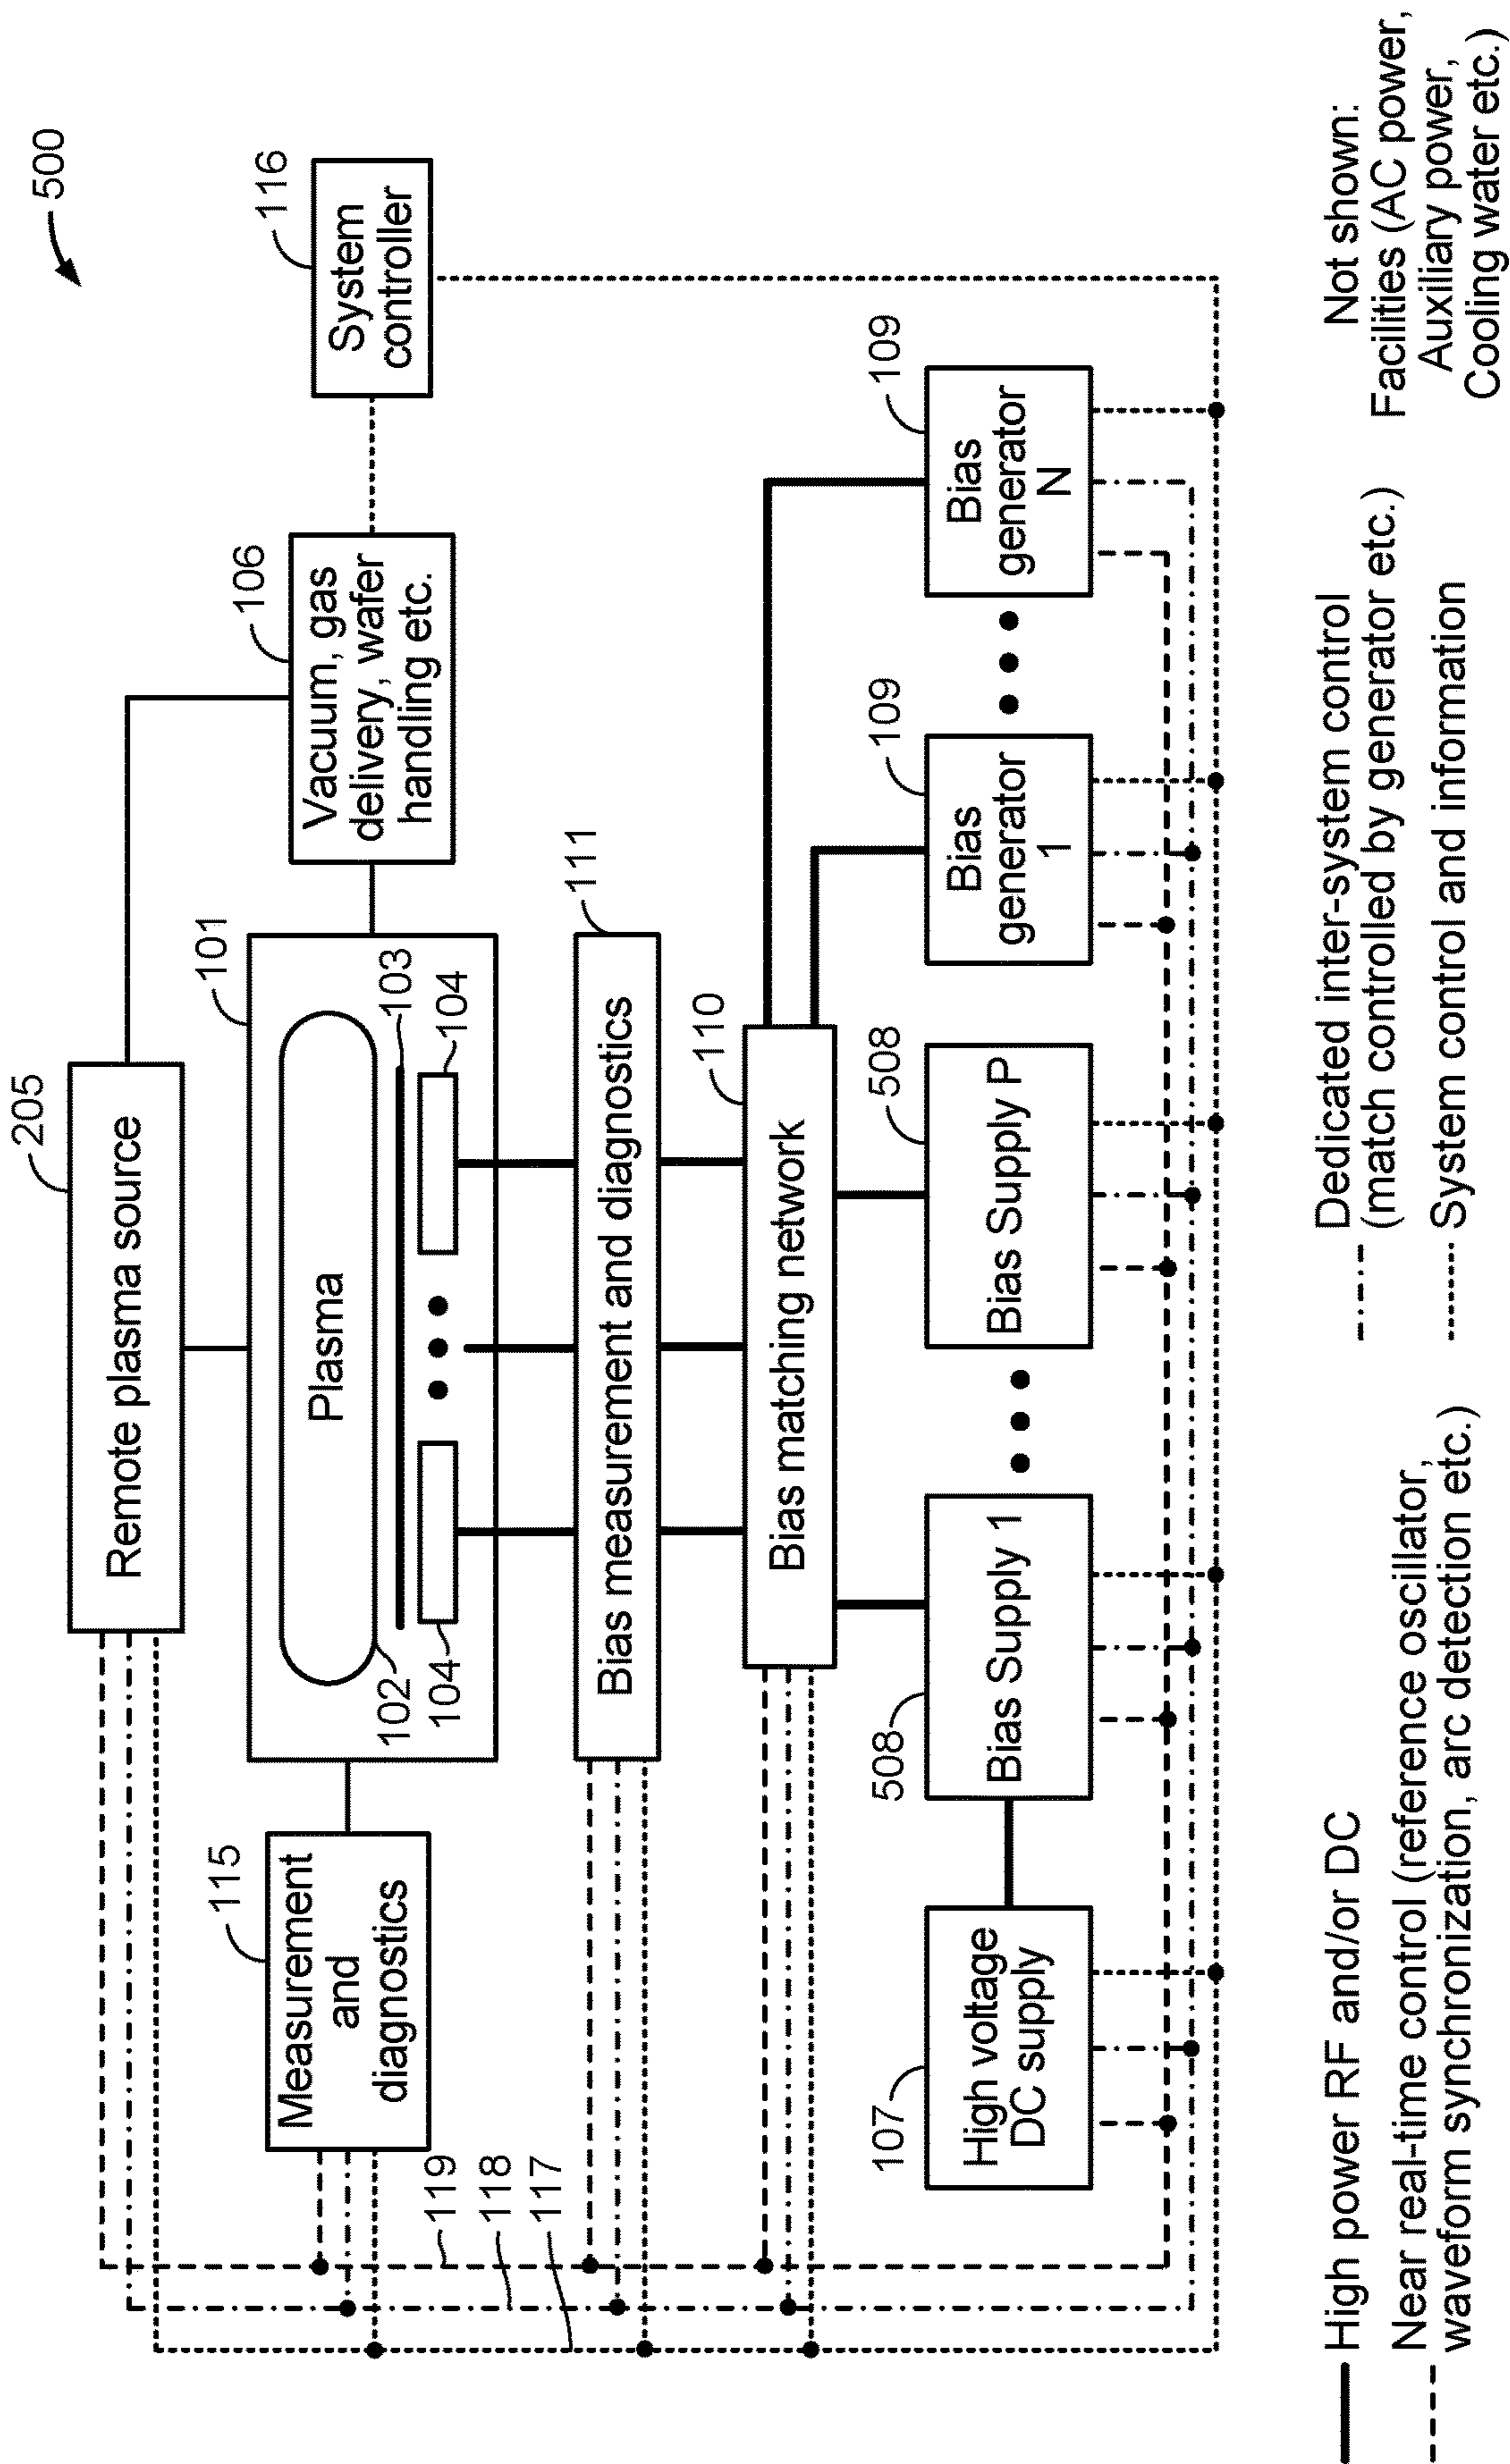 500
205
Remote plasma source
101
Plasma
102
103
104
104
115
Measurement
and
diagnostics
106
Vacuum, gas
delivery, wafer
handling etc.
116
System
controller
111
Bias measurement and diagnostics
110
Bias matching network
119
118
117
107
High voltage
DC supply
508
Bias Supply 1
508
Bias Supply P
109
Bias
generator
1
109
Bias
generator
N
High power RF and/or DC
Near real-time control (reference oscillator,
waveform synchronization, arc detection etc.)
Dedicated inter-system control
(match controlled by generator etc.)
System control and information
Not shown:
Facilities (AC power,
Auxiliary power,
Cooling water etc.